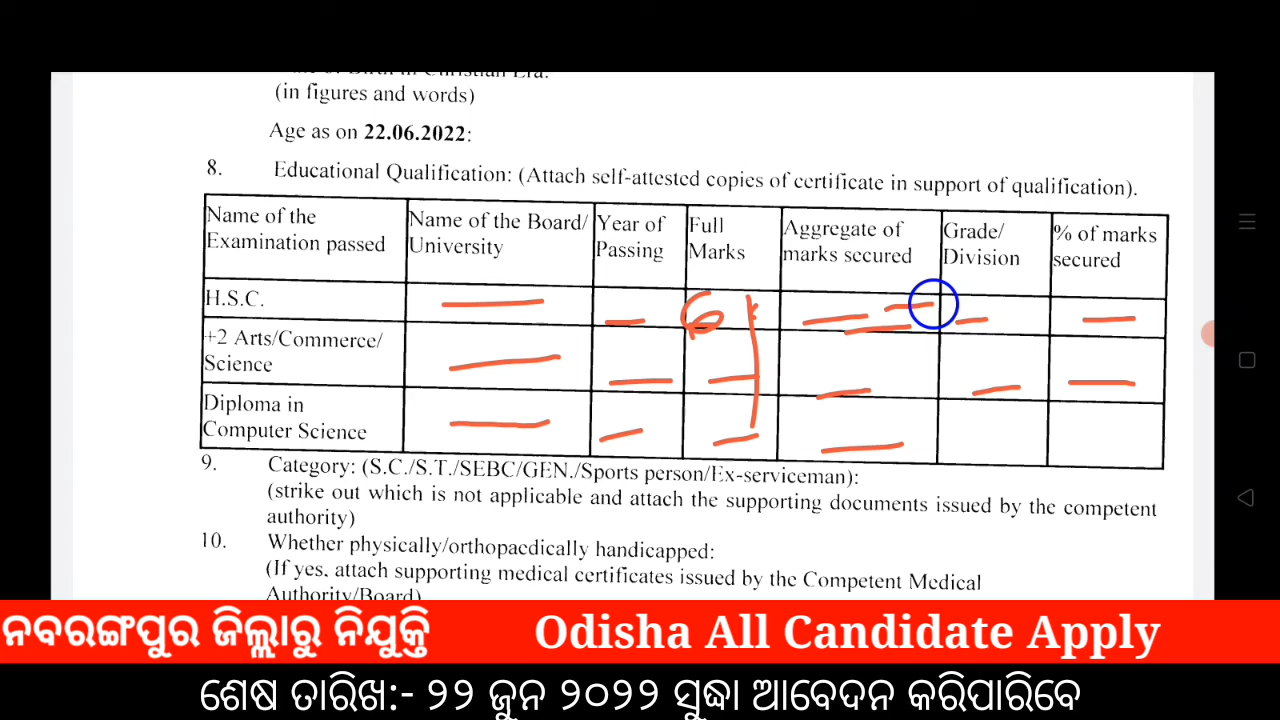 (in figures and words)
Age as on 22.06.2022:
8. Educational Qualification: (Attach self-attested copies of certificate in support of qualification).
Name of the Examination passed
Name of the Board/ University
Year of Passing
Full Marks
Aggregate of marks secured
Grade/ Division
% of marks secured
H.S.C.
6
+2 Arts/Commerce/ Science
Diploma in Computer Science
9. Category: (S.C./S.T./SEBC/GEN./Sports person/Ex-serviceman):
(strike out which is not applicable and attach the supporting documents issued by the competent
authority)
10. Whether physically/orthopaedically handicapped:
(If yes, attach supporting medical certificates issued by the Competent Medical
Authority/Board)
ନବରଙ୍ଗପୁର ଜିଲ୍ଲାରୁ ନିଯୁକ୍ତି Odisha All Candidate Apply
ଶେଷ ତାରିଖ:- ୨୨ ଜୁନ ୨୦୨୨ ସୁଦ୍ଧା ଆବେଦନ କରିପାରିବେ